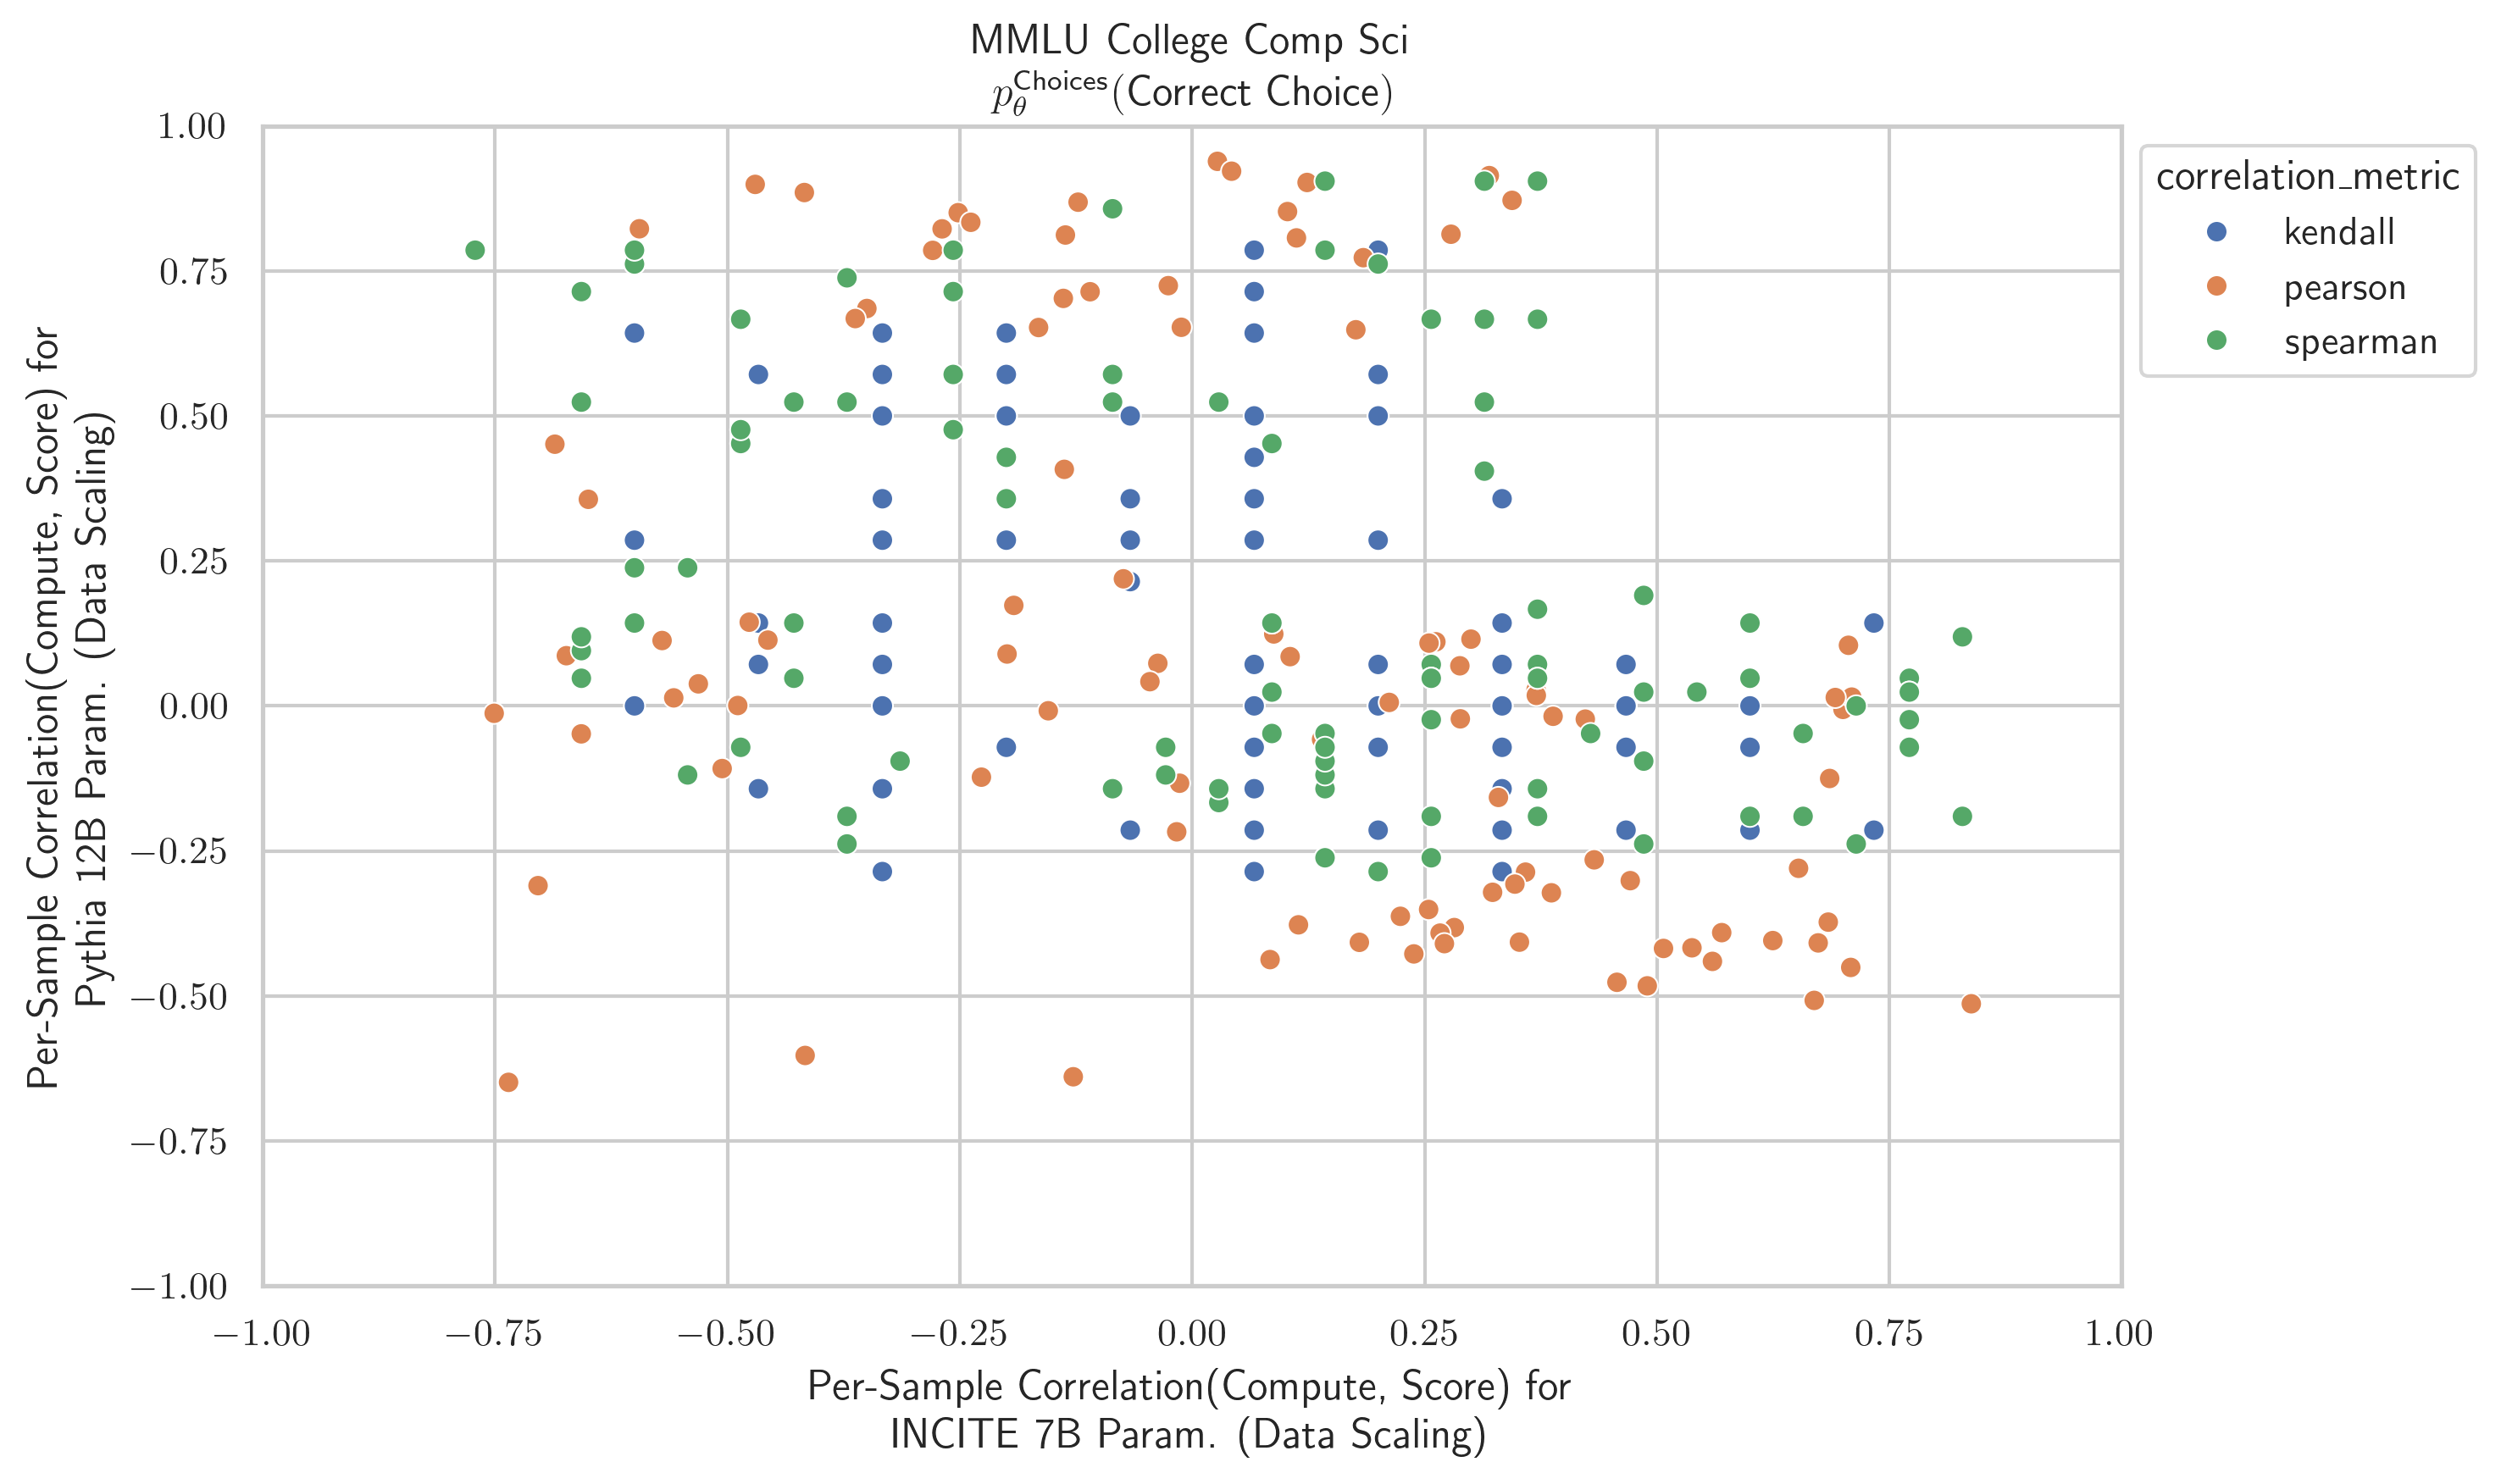 MMLU College Comp Sci
p_θ^Choices(Correct Choice)
1.00
0.75
0.50
0.25
0.00
−0.25
−0.50
−0.75
−1.00
Per-Sample Correlation(Compute, Score) for
Pythia 12B Param. (Data Scaling)
−1.00 −0.75 −0.50 −0.25 0.00 0.25 0.50 0.75 1.00
Per-Sample Correlation(Compute, Score) for
INCITE 7B Param. (Data Scaling)
correlation_metric
kendall
pearson
spearman